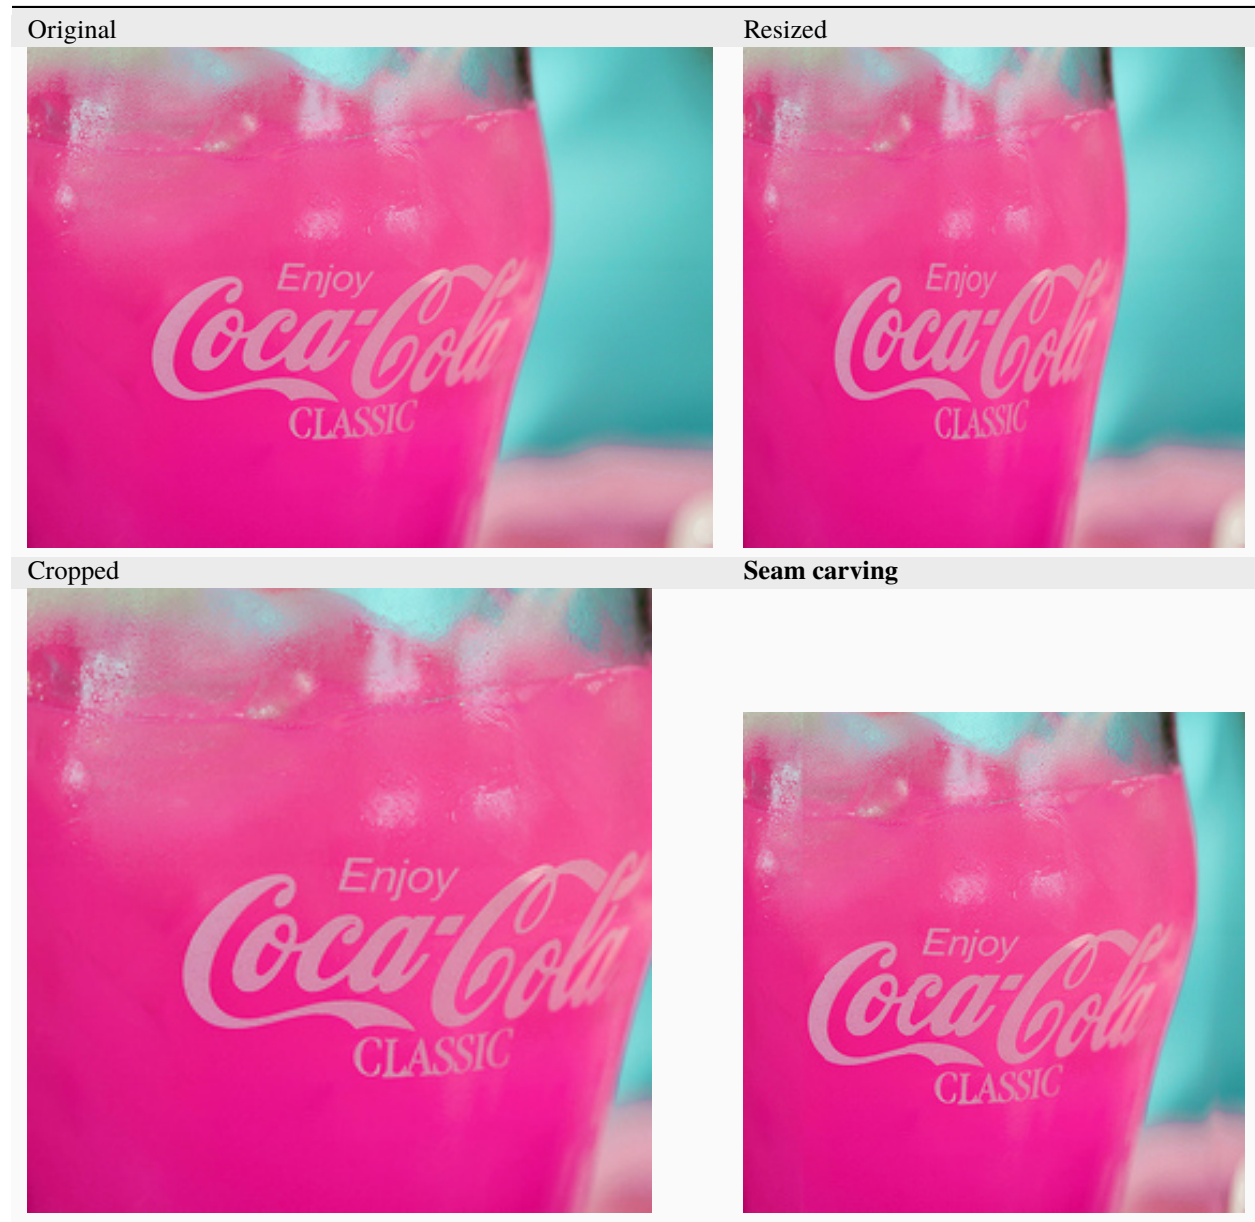 Original
Resized
Enjoy
Coca-Cola
CLASSIC
Enjoy
Coca-Cola
CLASSIC
Cropped
Seam carving
Enjoy
Coca-Cola
CLASSIC
Enjoy
Coca-Cola
CLASSIC